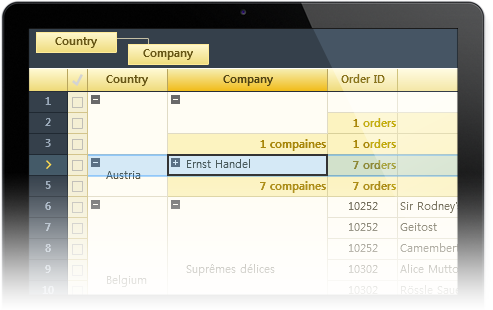 Country
Company
Country Company Order ID
1
2 1 orders
3 1 compaines 1 orders
Ernst Handel 7 orders
Austria
5 7 compaines 7 orders
6 10252 Sir Rodney'
7 10252 Geitost
8 10252 Camembert
9 Suprêmes délices 10302 Alice Mutto
Belgium
10 10302 Rössle Saue